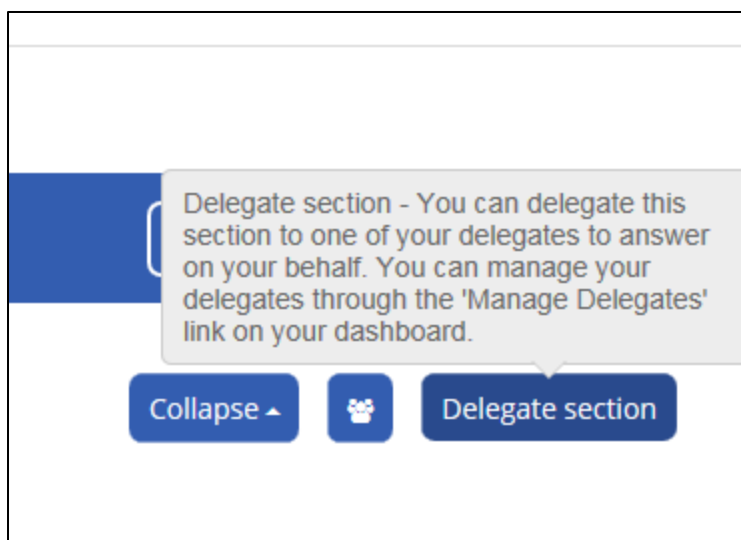 Delegate section - You can delegate this
section to one of your delegates to answer
on your behalf. You can manage your
delegates through the 'Manage Delegates'
link on your dashboard.
Collapse Delegate section